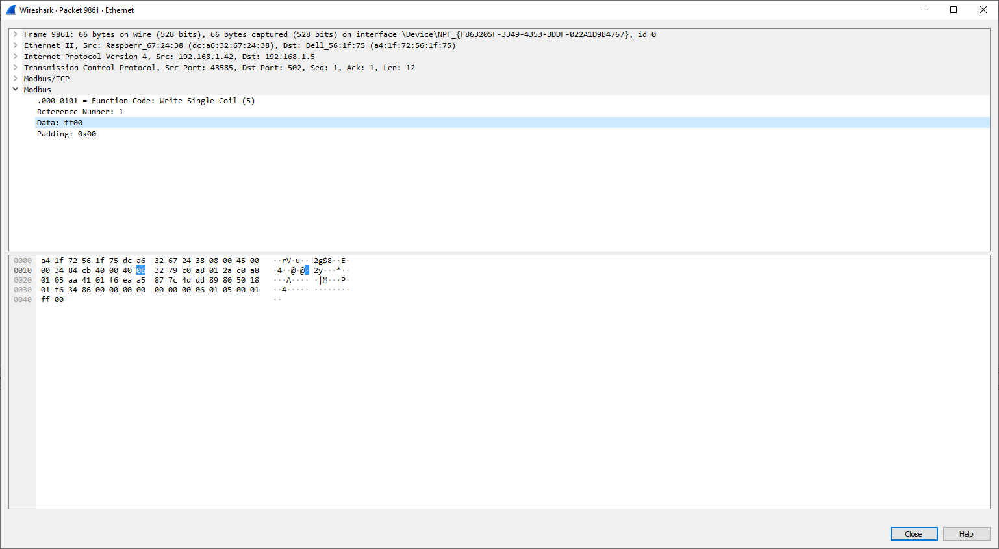 Wireshark · Packet 9861 · Ethernet
Frame 9861: 66 bytes on wire (528 bits), 66 bytes captured (528 bits) on interface \Device\NPF_{F863205F-3349-4353-BDDF-022A1D9B4767}, id 0
Ethernet II, Src: Raspberr_67:24:38 (dc:a6:32:67:24:38), Dst: Dell_56:1f:75 (a4:1f:72:56:1f:75)
Internet Protocol Version 4, Src: 192.168.1.42, Dst: 192.168.1.5
Transmission Control Protocol, Src Port: 43585, Dst Port: 502, Seq: 1, Ack: 1, Len: 12
Modbus/TCP
Modbus
.000 0101 = Function Code: Write Single Coil (5)
Reference Number: 1
Data: ff00
Padding: 0x00
0000 a4 1f 72 56 1f 75 dc a6 32 67 24 38 08 00 45 00 ··rV·u·· 2g$8··E·
0010 00 34 84 cb 40 00 40 06 32 79 c0 a8 01 2a c0 a8 ·4··@·@· 2y···*··
0020 01 05 aa 41 01 f6 ea a5 87 7c 4d dd 89 80 50 18 ···A···· ·|M···P·
0030 01 f6 34 86 00 00 00 00 00 00 00 06 01 05 00 01 ··4····· ········
0040 ff 00 ··
Close Help